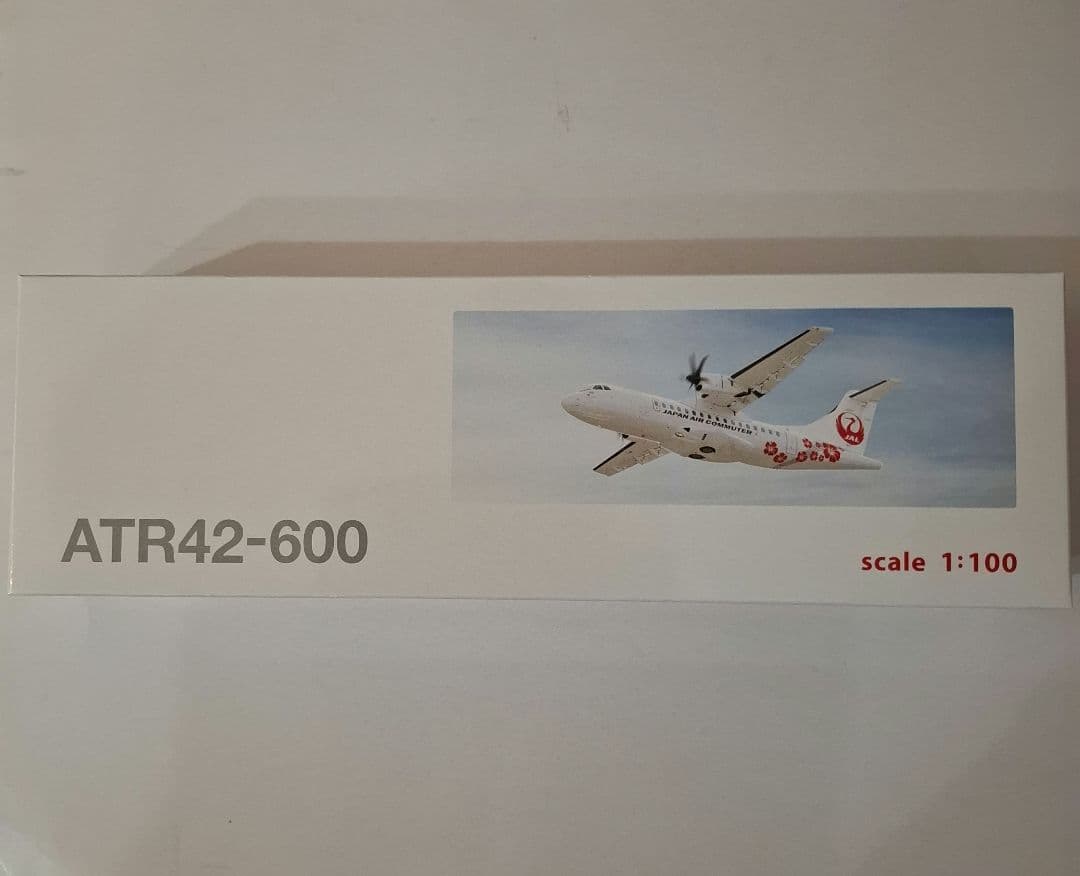 JAPAN AIR COMMUTER
JAL
ATR42-600
scale 1:100